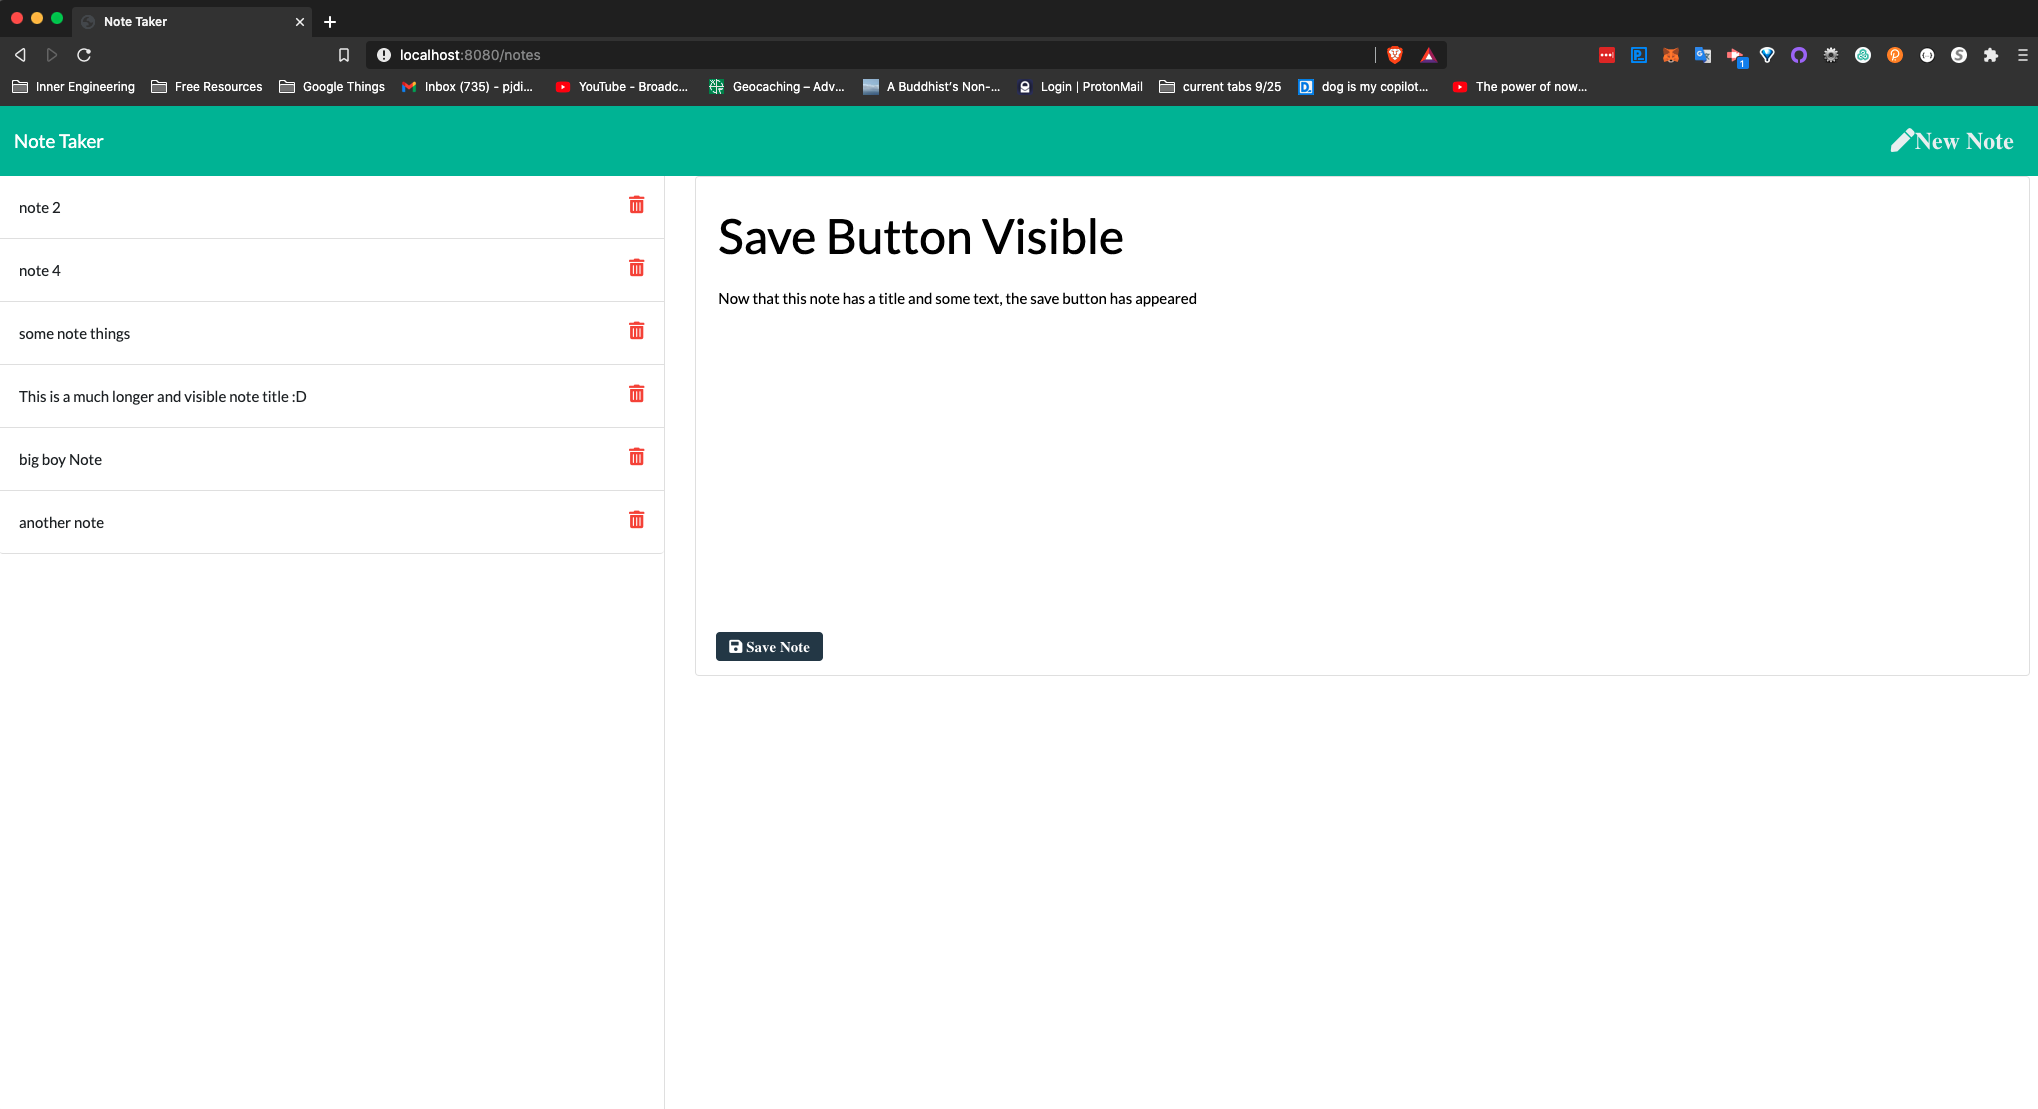 Note Taker
localhost:8080/notes
1
Inner Engineering
Free Resources
Google Things
Inbox (735) - pjdi...
YouTube - Broadc...
Geocaching – Adv...
A Buddhist's Non-...
Login | ProtonMail
current tabs 9/25
dog is my copilot...
The power of now...
Note Taker
New Note
note 2
note 4
some note things
This is a much longer and visible note title :D
big boy Note
another note
Save Button Visible
Now that this note has a title and some text, the save button has appeared
Save Note